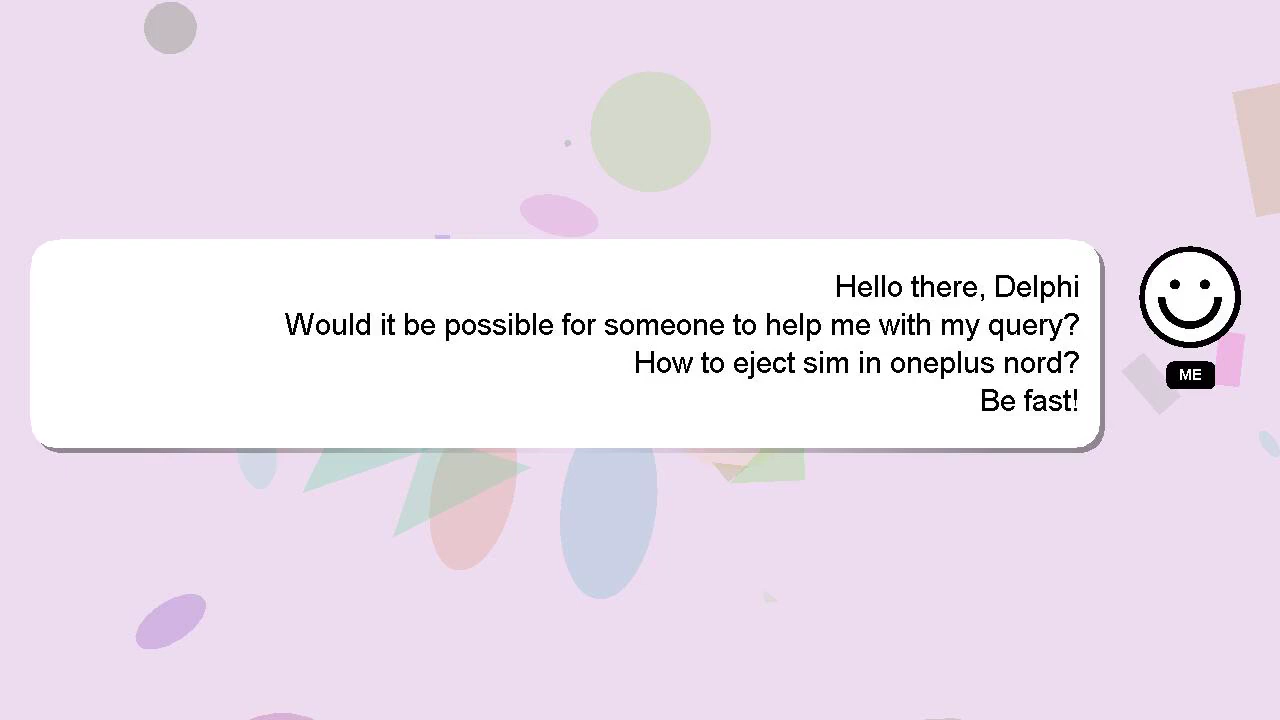 Hello there, Delphi
Would it be possible for someone to help me with my query?
How to eject sim in oneplus nord?
Be fast!
ME